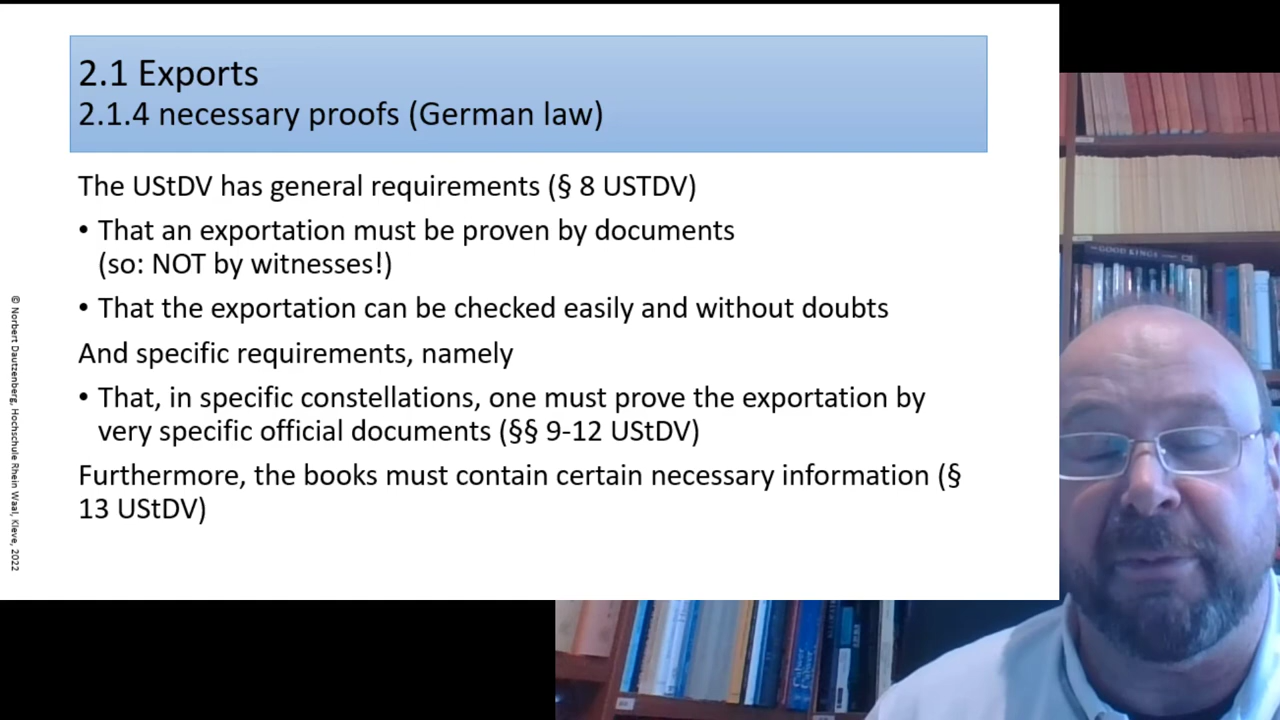 2.1 Exports
2.1.4 necessary proofs (German law)
The UStDV has general requirements (§ 8 USTDV)
• That an exportation must be proven by documents
(so: NOT by witnesses!)
• That the exportation can be checked easily and without doubts
And specific requirements, namely
• That, in specific constellations, one must prove the exportation by
very specific official documents (§§ 9-12 UStDV)
Furthermore, the books must contain certain necessary information (§
13 UStDV)
© Norbert Dautzenberg, Hochschule Rhein Waal, Kleve, 2022
GOOD KINGS